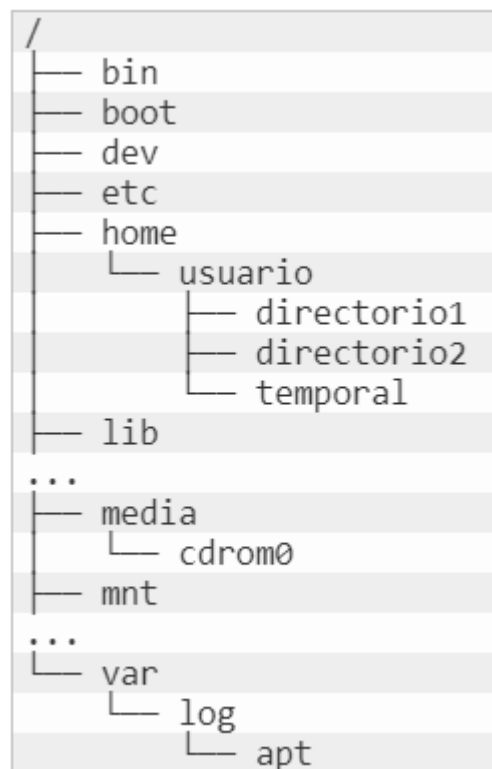 /
├── bin
├── boot
├── dev
├── etc
├── home
│   └── usuario
│       ├── directorio1
│       ├── directorio2
│       └── temporal
├── lib
...
├── media
│   └── cdrom0
├── mnt
...
└── var
    └── log
        └── apt